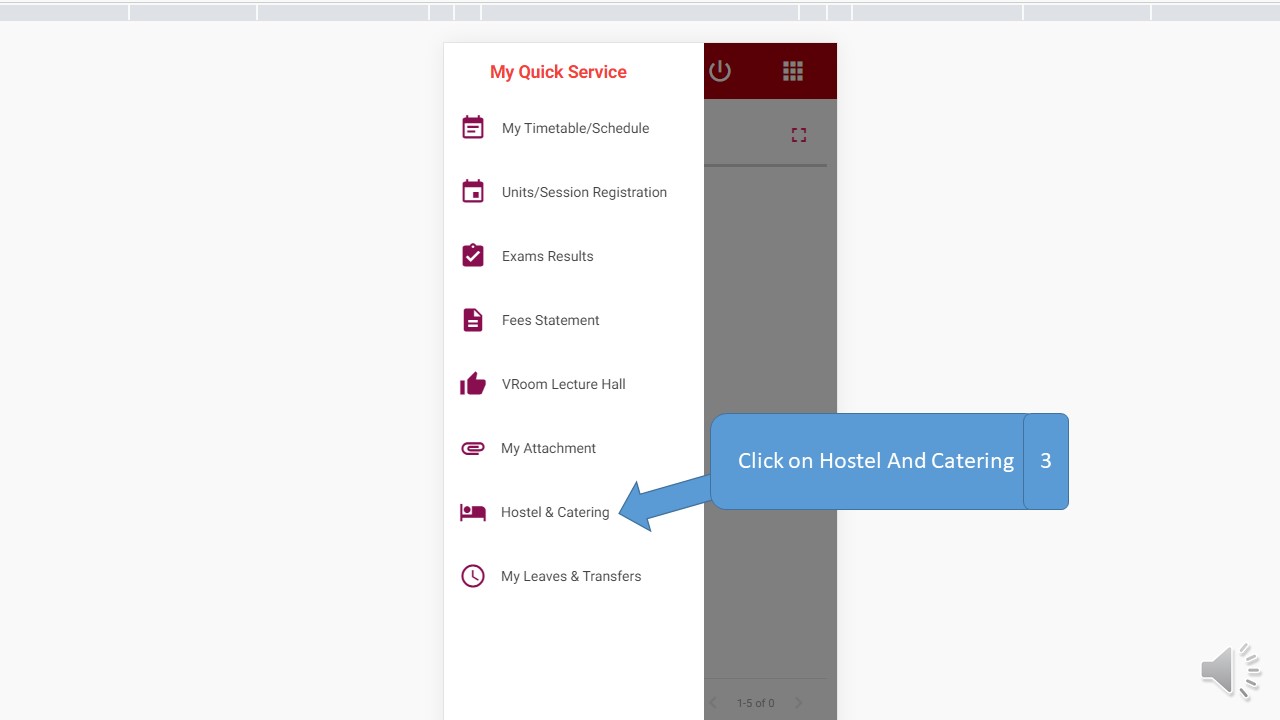 My Quick Service
My Timetable/Schedule
Units/Session Registration
Exams Results
Fees Statement
VRoom Lecture Hall
My Attachment
Click on Hostel And Catering 3
Hostel & Catering
My Leaves & Transfers
1-5 of 0